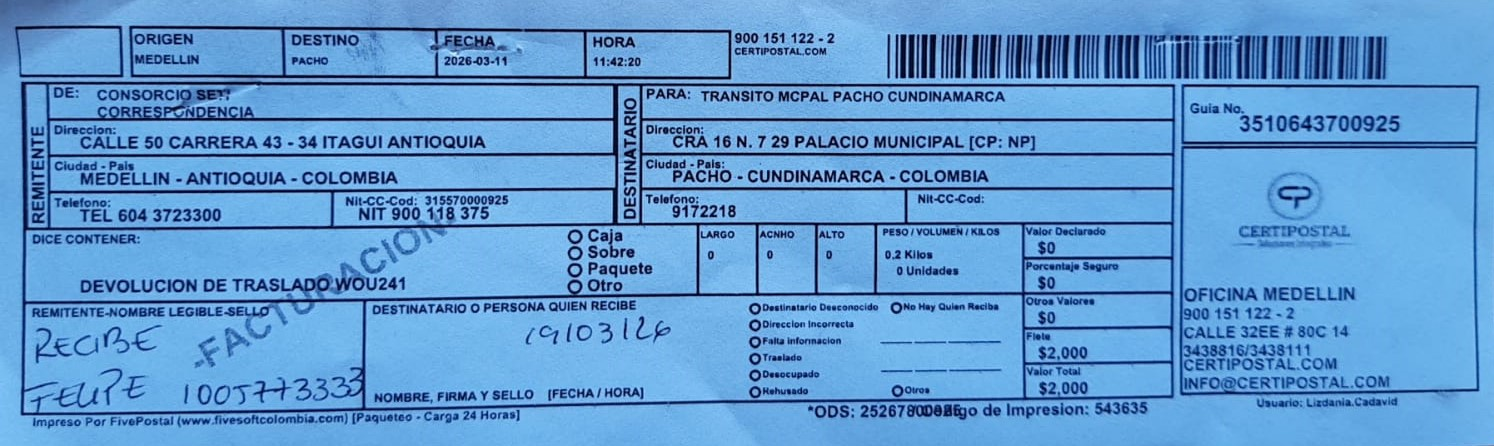 ORIGEN
MEDELLIN
DESTINO
PACHO
FECHA
2026-03-11
HORA
11:42:20
900 151 122 - 2
CERTIPOSTAL.COM
REMITENTE
DE: CONSORCIO SETI
CORRESPONDENCIA
Direccion:
CALLE 50 CARRERA 43 - 34 ITAGUI ANTIOQUIA
Ciudad - Pais
MEDELLIN - ANTIOQUIA - COLOMBIA
Telefono:
TEL 604 3723300
Nit-CC-Cod: 315570000925
NIT 900 118 375
DESTINATARIO
PARA: TRANSITO MCPAL PACHO CUNDINAMARCA
Direccion:
CRA 16 N. 7 29 PALACIO MUNICIPAL [CP: NP]
Ciudad - Pais:
PACHO - CUNDINAMARCA - COLOMBIA
Telefono:
9172218
Nit-CC-Cod:
Guia No.
3510643700925
DICE CONTENER:
DEVOLUCION DE TRASLADO WOU241
Caja
Sobre
Paquete
Otro
LARGO
0
ACNHO
0
ALTO
0
PESO / VOLUMEN / KILOS
0.2 Kilos
0 Unidades
Valor Declarado
$0
Porcentaje Seguro
$0
Otros Valores
$0
Flete
$2,000
Valor Total
$2,000
-FACTURACION-
REMITENTE-NOMBRE LEGIBLE-SELLO
RECIBE
FELIPE 1005773333
DESTINATARIO O PERSONA QUIEN RECIBE
19/03/26
NOMBRE, FIRMA Y SELLO [FECHA / HORA]
Destinatario Desconocido
No Hay Quien Reciba
Direccion Incorrecta
Falta Informacion
Traslado
Desocupado
Rehusado
Otros
CP
CERTIPOSTAL
OFICINA MEDELLIN
900 151 122 - 2
CALLE 32EE # 80C 14
3438816/3438111
CERTIPOSTAL.COM
INFO@CERTIPOSTAL.COM
Impreso Por FivePostal (www.fivesoftcolombia.com) [Paqueteo - Carga 24 Horas]
*ODS: de Impresion: 543635
Usuario: Lizdania.Cadavid